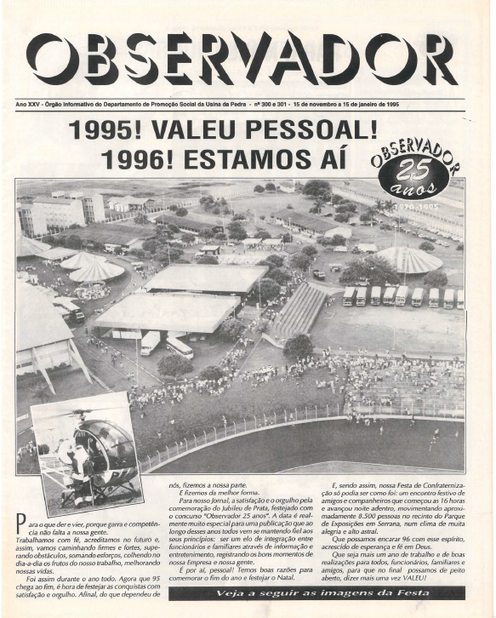 OBSERVADOR
Ano XXV - Órgão Informativo do Departamento de Promoção Social da Usina da Pedra - nº 300 e 301 - 15 de novembro a 15 de janeiro de 1995
1995! VALEU PESSOAL!
1996! ESTAMOS AÍ
OBSERVADOR
25
anos
1970-1995
Para o que der e vier, porque garra e competên-
cia não falta a nossa gente.
Trabalhamos com fé, acreditamos no futuro e,
assim, vamos caminhando firmes e fortes, supe-
rando obstáculos, somando esforços, colhendo no
dia-a-dia os frutos do nosso trabalho, melhorando
nossas vidas.
Foi assim durante o ano todo. Agora que 95
chega ao fim, é hora de festejar as conquistas com
satisfação e orgulho. Afinal, do que dependeu de
nós, fizemos a nossa parte.
E fizemos da melhor forma.
Para nosso Jornal, a satisfação e o orgulho pela
comemoração do Jubileu de Prata, festejado com
o concurso "Observador 25 anos". A data é real-
mente muito especial para uma publicação que ao
longo desses anos todos vem se mantendo fiel aos
seus princípios: ser um elo de integração entre
funcionários e familiares através de informação e
entretenimento, registrando os bons momentos de
nossa Empresa e nossa gente.
É por aí, pessoal! Temos boas razões para
comemorar o fim do ano e festejar o Natal.
E, sendo assim, nossa Festa de Confraterniza-
ção só podia ser como foi: um encontro festivo de
amigos e companheiros que começou as 16 horas
e avançou noite adentro, movimentando aproxi-
madamente 8.500 pessoas no recinto do Parque
de Exposições em Serrana, num clima de muita
alegria e alto astral.
Que possamos encarar 96 com esse espírito,
acrescido de esperança e fé em Deus.
Que seja mais um ano de trabalho e de boas
realizações para todos, funcionários, familiares e
amigos, para que no final possamos de peito
aberto, dizer mais uma vez VALEU!
Veja a seguir as imagens da Festa